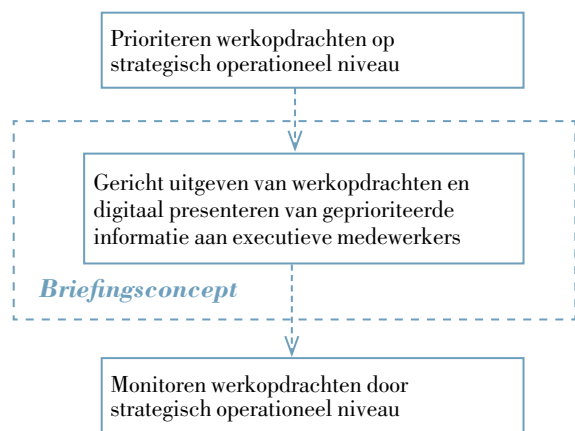 Prioriteren werkopdrachten op
strategisch operationeel niveau
Gericht uitgeven van werkopdrachten en
digitaal presenteren van geprioriteerde
informatie aan executieve medewerkers
Briefingsconcept
Monitoren werkopdrachten door
strategisch operationeel niveau